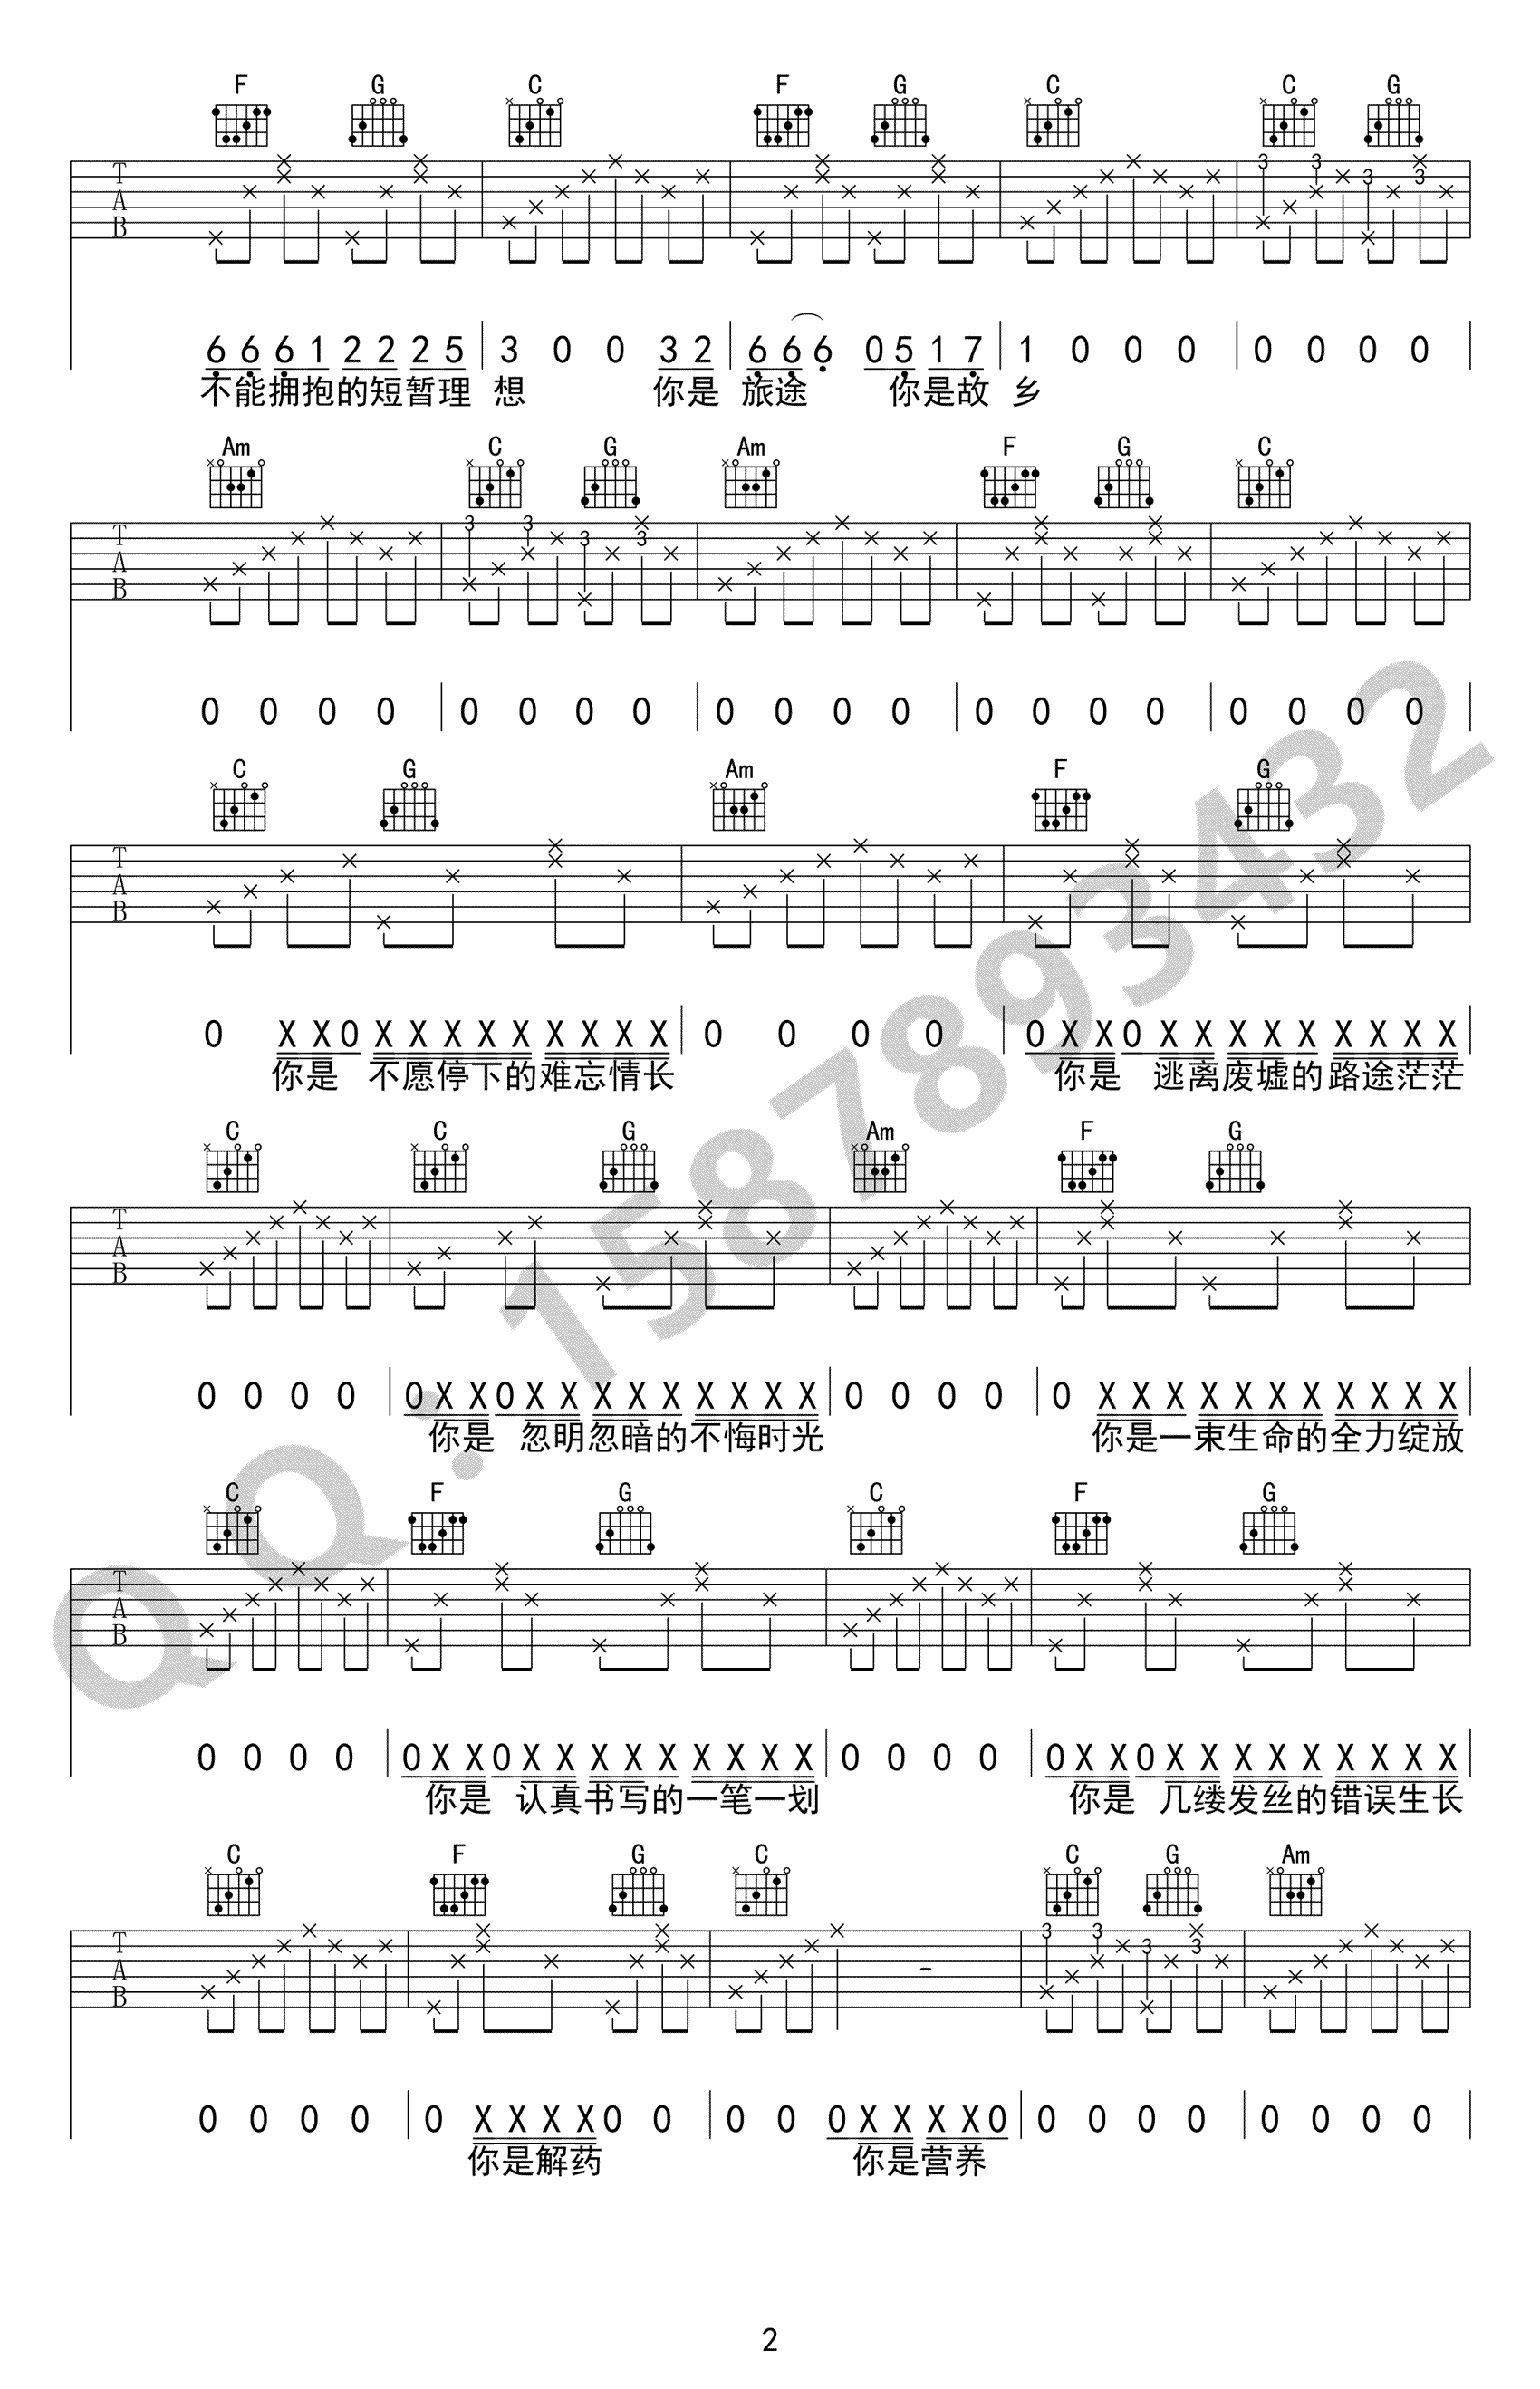 F G C F G C C G
T A B 3 3 3 3
6 6 6 1 2 2 2 5 | 3 0 0 3 2 | 6 6 6 0 5 1 7 | 1 0 0 0 | 0 0 0 0
不能拥抱的短暂理 想 你是 旅途 你是故 乡
Am C G Am F G C
T A B 3 3 3 3
0 0 0 0 | 0 0 0 0 | 0 0 0 0 | 0 0 0 0 | 0 0 0 0
C G Am F G
T A B
0 X X 0 X X X X X X X X X | 0 0 0 0 | 0 X X 0 X X X X X X X X X
你是 不愿停下的难忘情长 你是 逃离废墟的路途茫茫
C C G Am F G
T A B
0 0 0 0 | 0 X X 0 X X X X X X X X X | 0 0 0 0 | 0 X X X X X X X X X X X
你是 忽明忽暗的不悔时光 你是一束生命的全力绽放
C F G C F G
T A B
0 0 0 0 | 0 X X 0 X X X X X X X X X | 0 0 0 0 | 0 X X 0 X X X X X X X X X
你是 认真书写的一笔一划 你是 几缕发丝的错误生长
C F G C C G Am
T A B - 3 3 3 3
0 0 0 0 | 0 X X X X 0 0 | 0 0 0 X X X X 0 | 0 0 0 0 | 0 0 0 0
你是解药 你是营养
2
QQ:1587893432